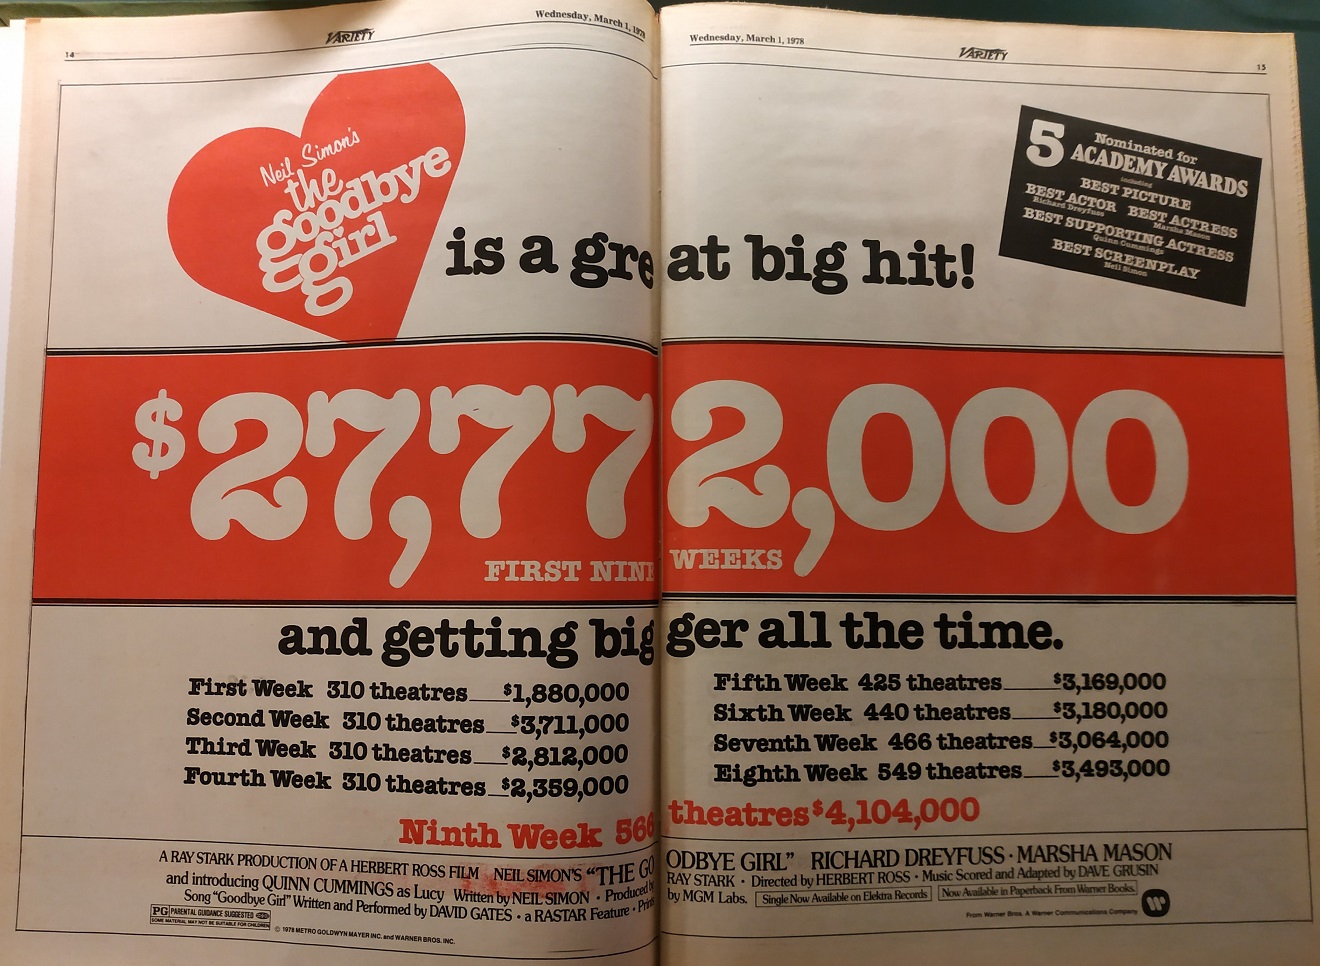 Wednesday, March 1, 1978
14
VARIETY
Wednesday, March 1, 1978
VARIETY
15
Neil Simon's
the
goodbye
girl
is a great big hit!
5 Nominated for
ACADEMY AWARDS
including
BEST PICTURE
BEST ACTOR BEST ACTRESS
Richard Dreyfuss Marsha Mason
BEST SUPPORTING ACTRESS
Quinn Cummings
BEST SCREENPLAY
Neil Simon
$27,772,000
FIRST NINE WEEKS
and getting bigger all the time.
First Week 310 theatres $1,880,000
Second Week 310 theatres $3,711,000
Third Week 310 theatres $2,812,000
Fourth Week 310 theatres $2,359,000
Fifth Week 425 theatres $3,169,000
Sixth Week 440 theatres $3,180,000
Seventh Week 466 theatres $3,064,000
Eighth Week 549 theatres $3,493,000
Ninth Week 566 theatres $4,104,000
A RAY STARK PRODUCTION OF A HERBERT ROSS FILM NEIL SIMON'S "THE GOODBYE GIRL" RICHARD DREYFUSS · MARSHA MASON
and introducing QUINN CUMMINGS as Lucy Written by NEIL SIMON · Produced by RAY STARK · Directed by HERBERT ROSS · Music Scored and Adapted by DAVE GRUSIN
Song "Goodbye Girl" Written and Performed by DAVID GATES · a RASTAR Feature · Prints by MGM Labs. Single Now Available on Elektra Records Now Available in Paperback From Warner Books.
PG PARENTAL GUIDANCE SUGGESTED
SOME MATERIAL MAY NOT BE SUITABLE FOR CHILDREN
© 1978 METRO GOLDWYN MAYER INC. and WARNER BROS. INC.
From Warner Bros. A Warner Communications Company